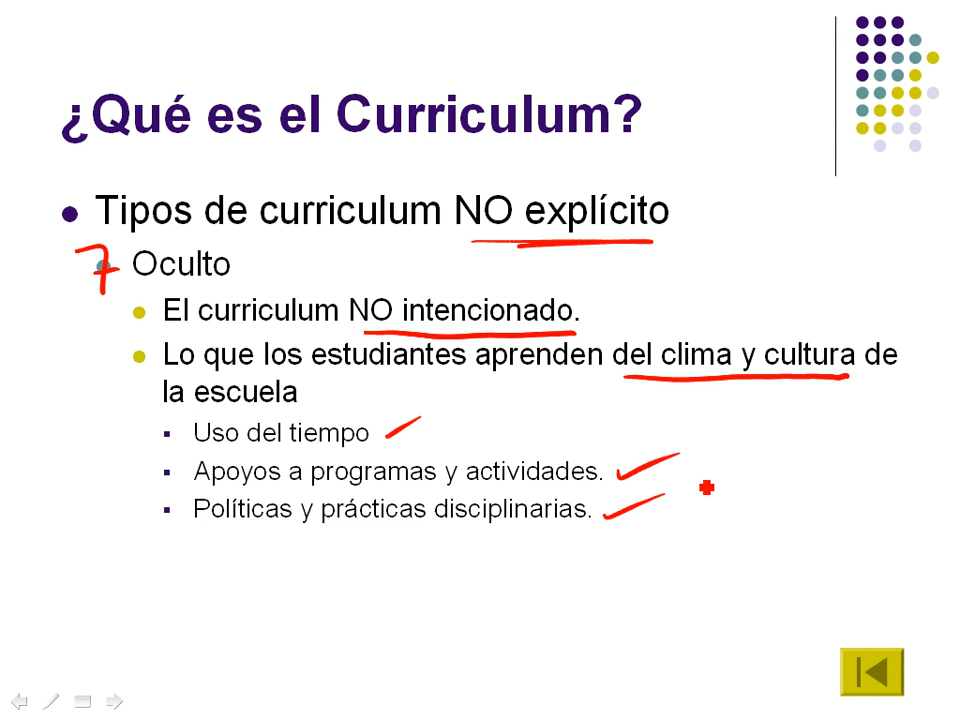 ¿Qué es el Curriculum?
Tipos de curriculum NO explícito
7 Oculto
El curriculum NO intencionado.
Lo que los estudiantes aprenden del clima y cultura de
la escuela
Uso del tiempo
Apoyos a programas y actividades.
Políticas y prácticas disciplinarias.